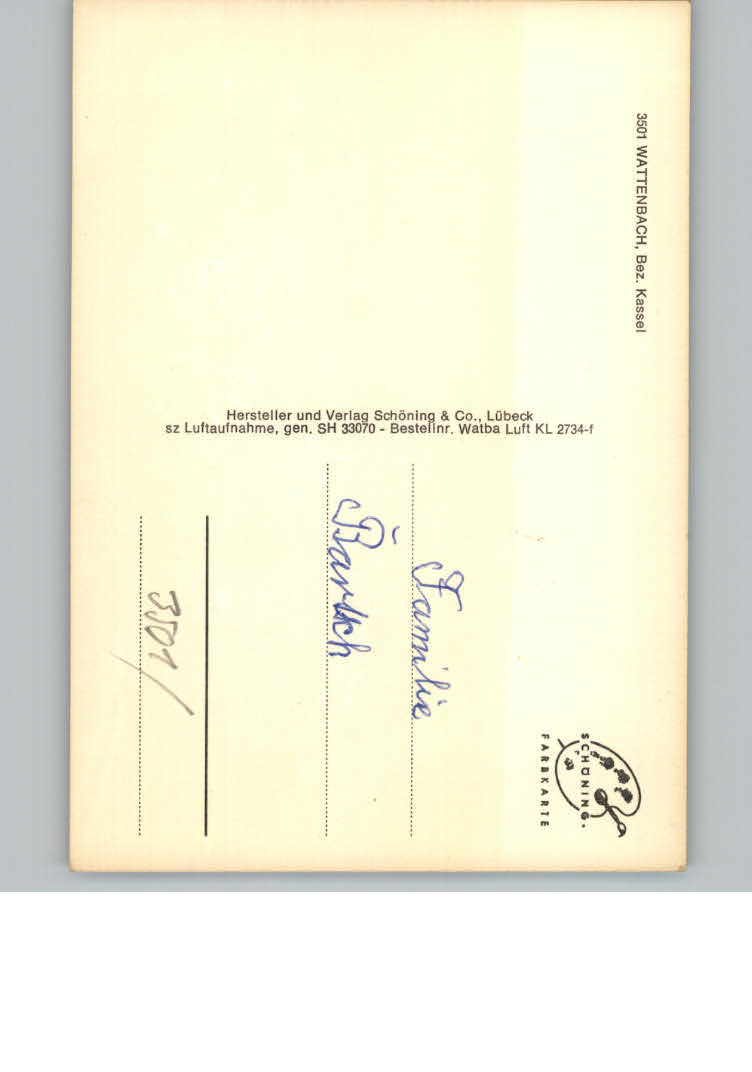 3501 WATTENBACH, Bez. Kassel
Hersteller und Verlag Schöning & Co., Lübeck
sz Luftaufnahme, gen. SH 33070 - Bestellnr. Watba Luft KL 2734-f
SCHÖNING.
FARBKARTE
Familie
Bartsch
3501/